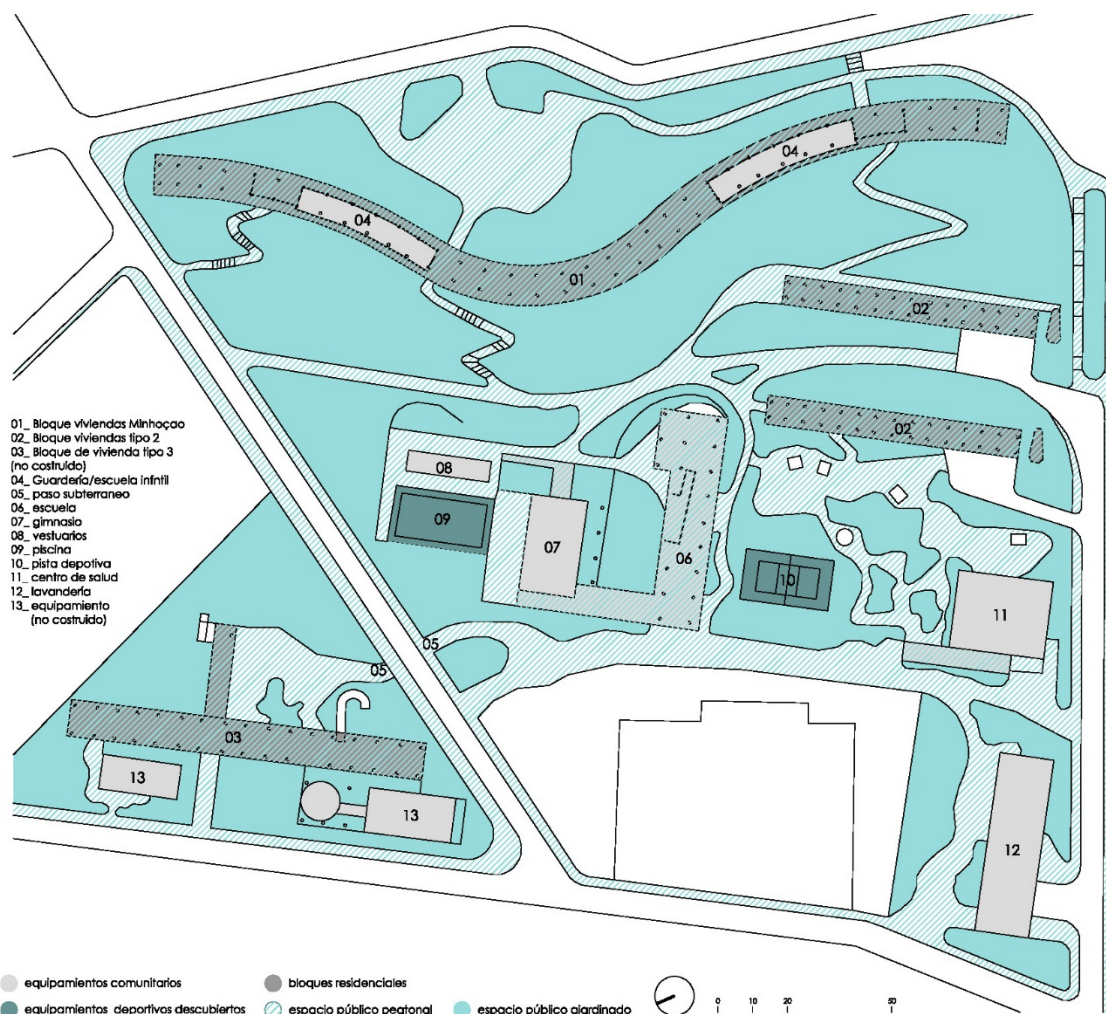 04
04
01
02
02
01_ Bloque viviendas Minhoçao
02_ Bloque viviendas tipo 2
03_ Bloque de vivienda tipo 3
(no costruido)
04_ Guardería/escuela infntil
05_ paso subterraneo
06_ escuela
07_ gimnasio
08_ vestuarios
09_ piscina
10_ pista depotiva
11_ centro de salud
12_ lavandería
13_ equipamiento
(no costruido)
08
09
07
06
10
11
05
05
03
13
13
12
equipamientos comunitarios
bloques residenciales
equipamientos deportivos descubiertos
espacio público peatonal
espacio público ajardinado
0 10 20 50